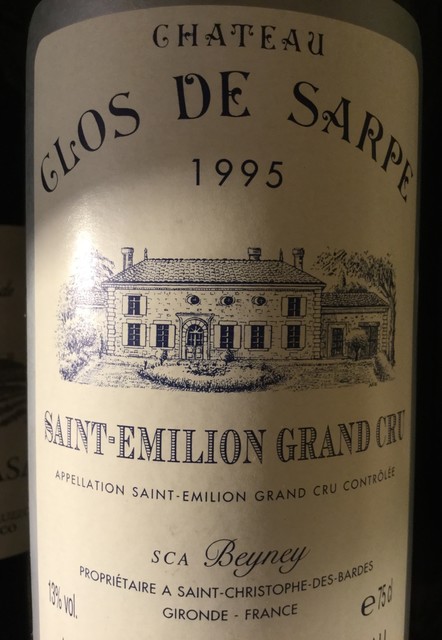 CHATEAU
CLOS DE SARPE
1995
SAINT-EMILION GRAND CRU
APPELLATION SAINT-EMILION GRAND CRU CONTRÔLÉE
SCA Beyney
PROPRIÉTAIRE A SAINT-CHRISTOPHE-DES-BARDES
13% vol.
GIRONDE - FRANCE
e 75 cl